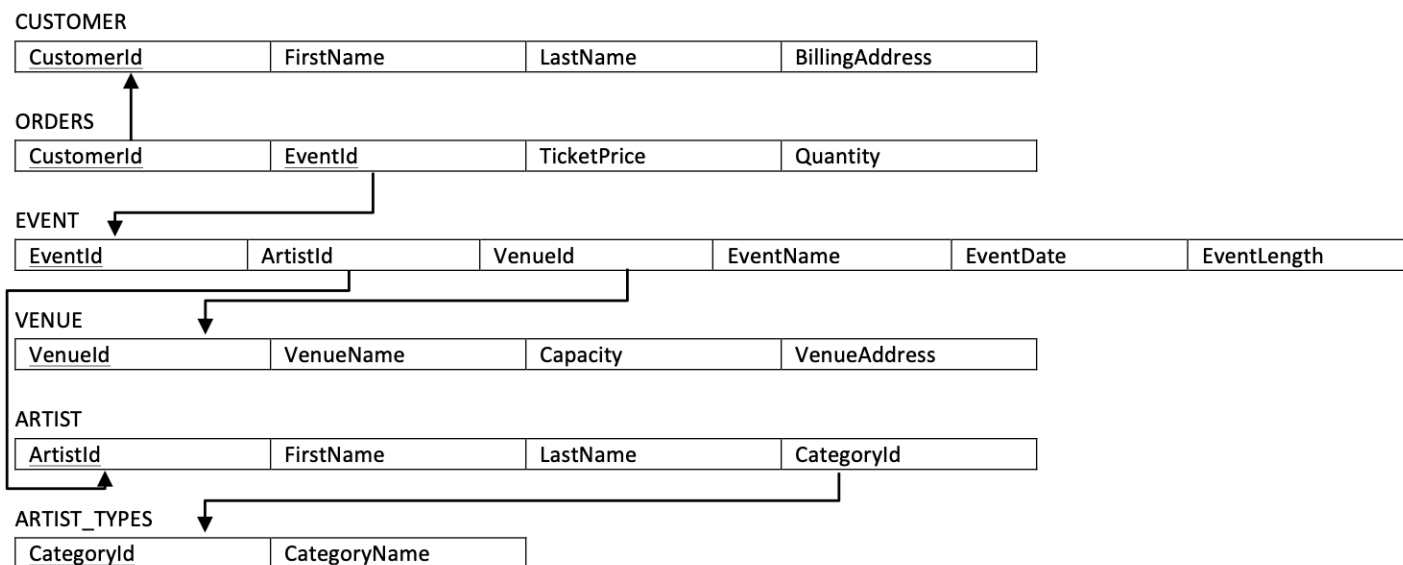 CUSTOMER
CustomerId FirstName LastName BillingAddress
ORDERS
CustomerId EventId TicketPrice Quantity
EVENT
EventId ArtistId VenueId EventName EventDate EventLength
VENUE
VenueId VenueName Capacity VenueAddress
ARTIST
ArtistId FirstName LastName CategoryId
ARTIST_TYPES
CategoryId CategoryName